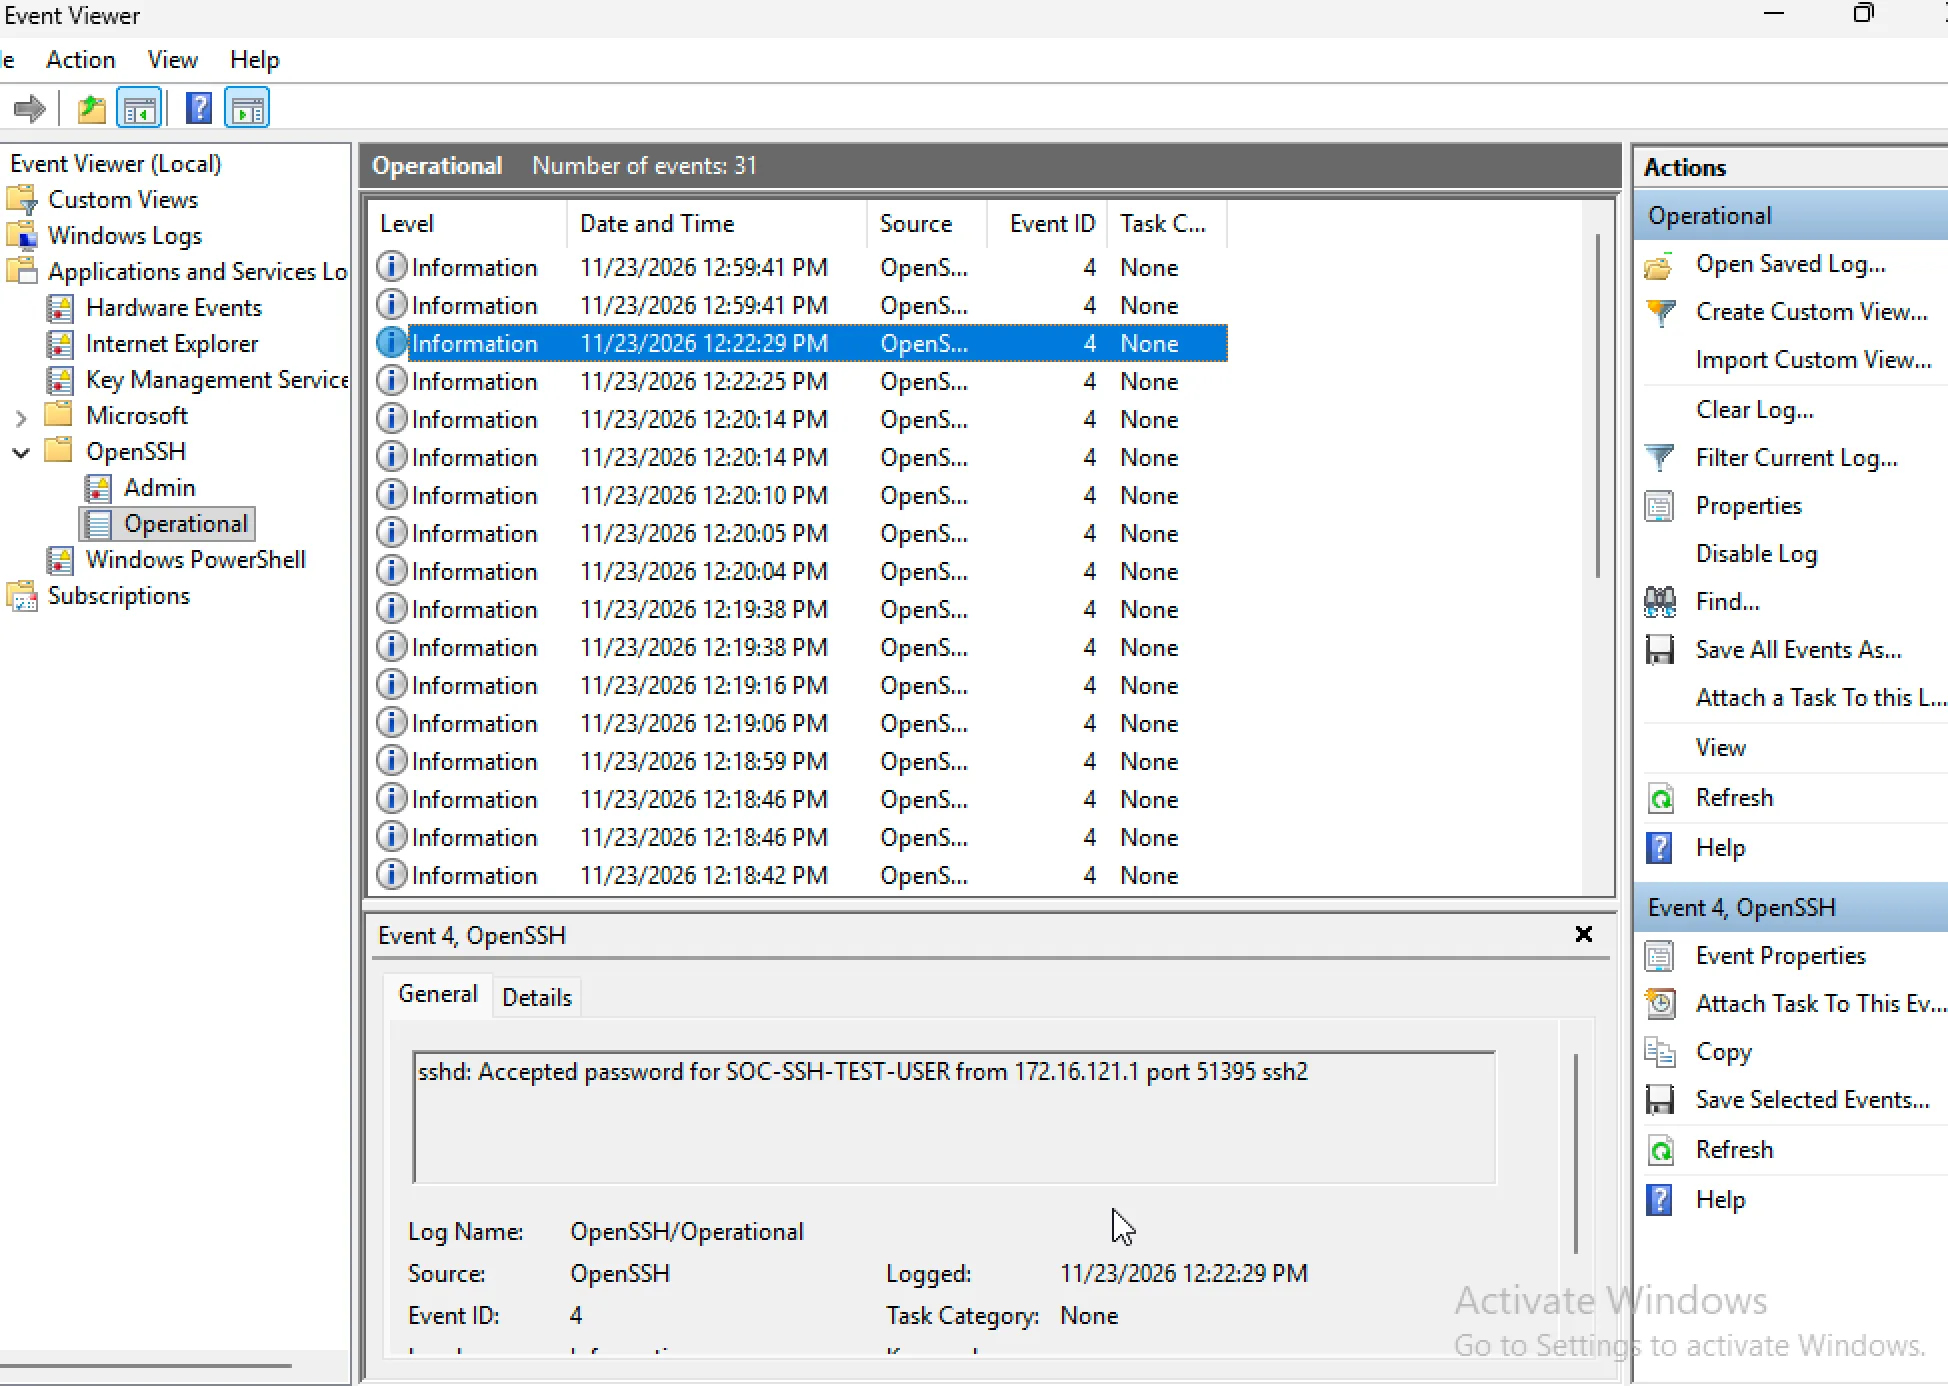 Event Viewer
le Action View Help
Event Viewer (Local)
Custom Views
Windows Logs
Applications and Services Lo
Hardware Events
Internet Explorer
Key Management Service
Microsoft
OpenSSH
Admin
Operational
Windows PowerShell
Subscriptions
Operational Number of events: 31
Level Date and Time Source Event ID Task C...
Information 11/23/2026 12:59:41 PM OpenS... 4 None
Information 11/23/2026 12:59:41 PM OpenS... 4 None
Information 11/23/2026 12:22:29 PM OpenS... 4 None
Information 11/23/2026 12:22:25 PM OpenS... 4 None
Information 11/23/2026 12:20:14 PM OpenS... 4 None
Information 11/23/2026 12:20:14 PM OpenS... 4 None
Information 11/23/2026 12:20:10 PM OpenS... 4 None
Information 11/23/2026 12:20:05 PM OpenS... 4 None
Information 11/23/2026 12:20:04 PM OpenS... 4 None
Information 11/23/2026 12:19:38 PM OpenS... 4 None
Information 11/23/2026 12:19:38 PM OpenS... 4 None
Information 11/23/2026 12:19:16 PM OpenS... 4 None
Information 11/23/2026 12:19:06 PM OpenS... 4 None
Information 11/23/2026 12:18:59 PM OpenS... 4 None
Information 11/23/2026 12:18:46 PM OpenS... 4 None
Information 11/23/2026 12:18:46 PM OpenS... 4 None
Information 11/23/2026 12:18:42 PM OpenS... 4 None
Event 4, OpenSSH
General Details
sshd: Accepted password for SOC-SSH-TEST-USER from 172.16.121.1 port 51395 ssh2
Log Name: OpenSSH/Operational
Source: OpenSSH Logged: 11/23/2026 12:22:29 PM
Event ID: 4 Task Category: None
Actions
Operational
Open Saved Log...
Create Custom View...
Import Custom View...
Clear Log...
Filter Current Log...
Properties
Disable Log
Find...
Save All Events As...
Attach a Task To this L...
View
Refresh
Help
Event 4, OpenSSH
Event Properties
Attach Task To This Ev...
Copy
Save Selected Events...
Refresh
Help
Activate Windows
Go to Settings to activate Windows.